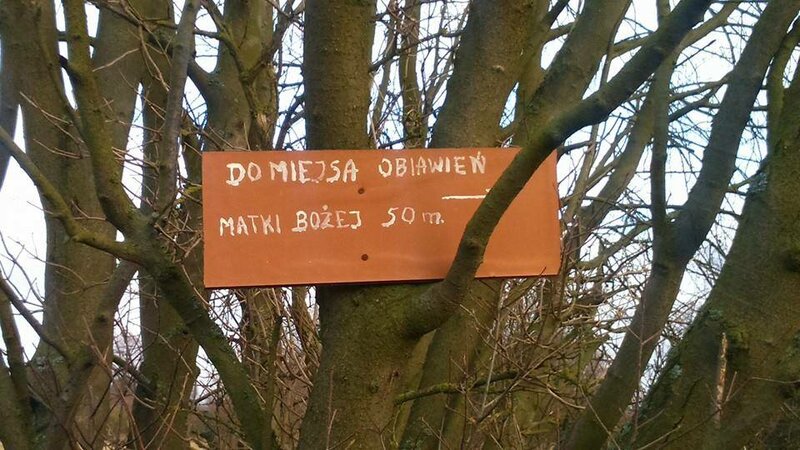 DO MIEJSA OBIAWIEŃ
MATKI BOŻEJ 50 m.